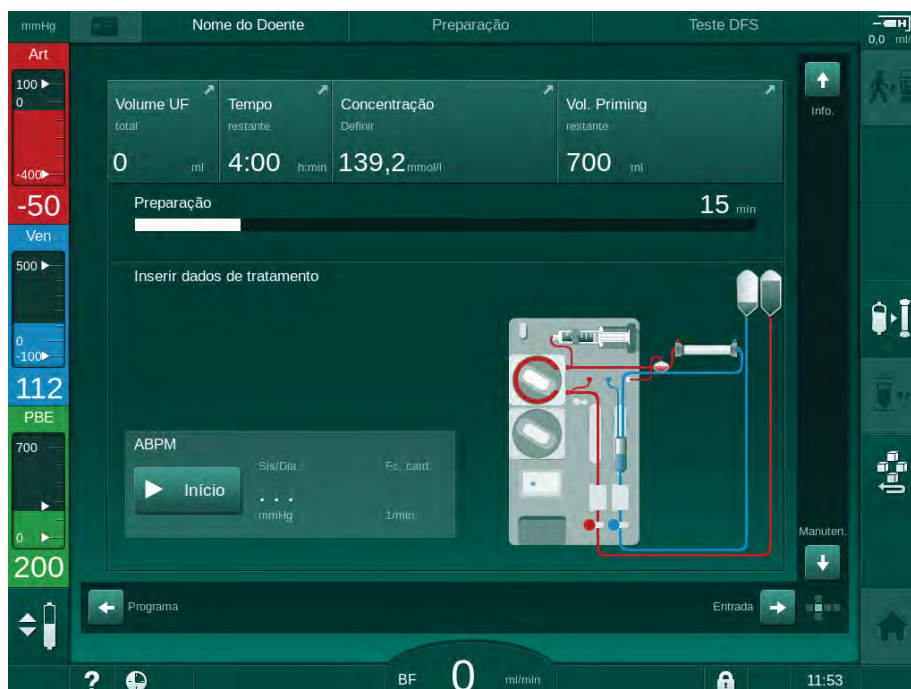 mmHg
Nome do Doente
Preparação
Teste DFS
0,0 ml/
Art
100
0
-400
-50
Ven
500
0
-100
112
PBE
700
0
200
Volume UF
total
0 ml
Tempo
restante
4:00 h:min
Concentração
Definir
139,2 mmol/l
Vol. Priming
restante
700 ml
Info.
Preparação
15 min
Inserir dados de tratamento
ABPM
Início
Sis/Dia
...
mmHg
Fc. card.
1/min
Manuten.
Programa
Entrada
?
BF 0 ml/min
11:53